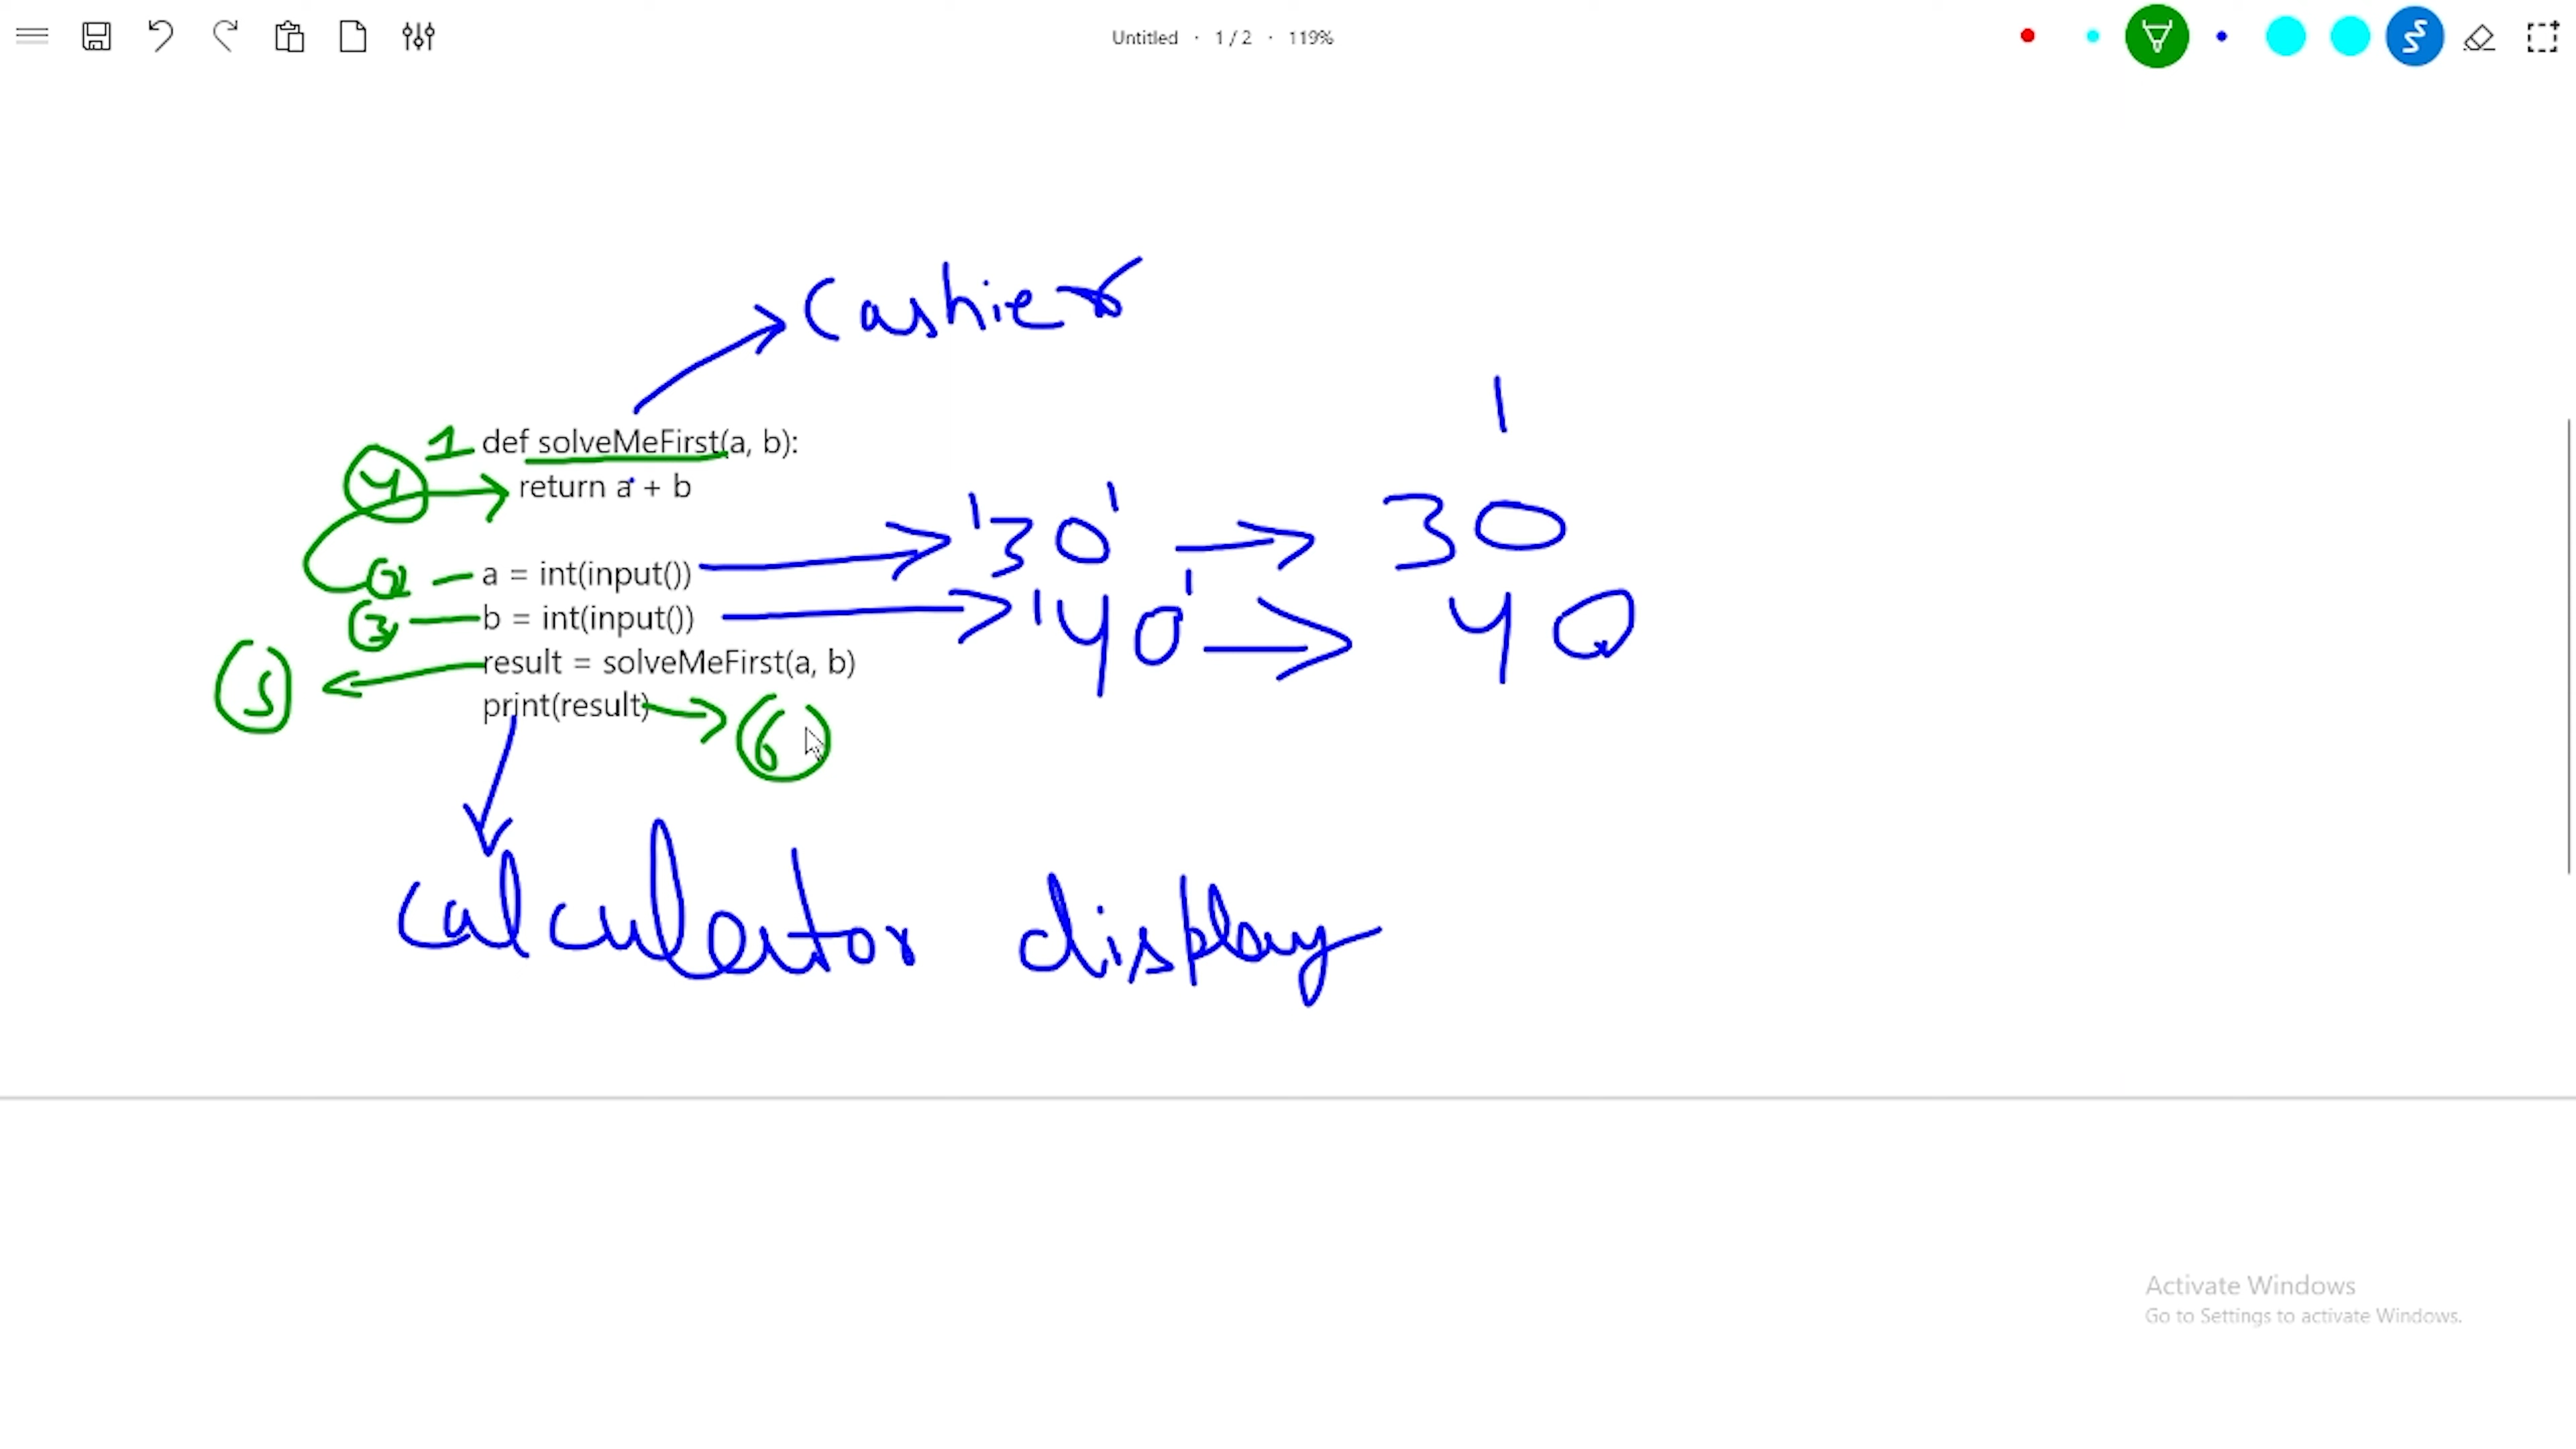 Untitled · 1 / 2 · 119%
Cashier
1 def solveMeFirst(a, b):
4 return a + b
2 a = int(input())
'30' 30
3 b = int(input())
'40' 40
5 result = solveMeFirst(a, b)
print(result) 6
calculator display
Activate Windows
Go to Settings to activate Windows.